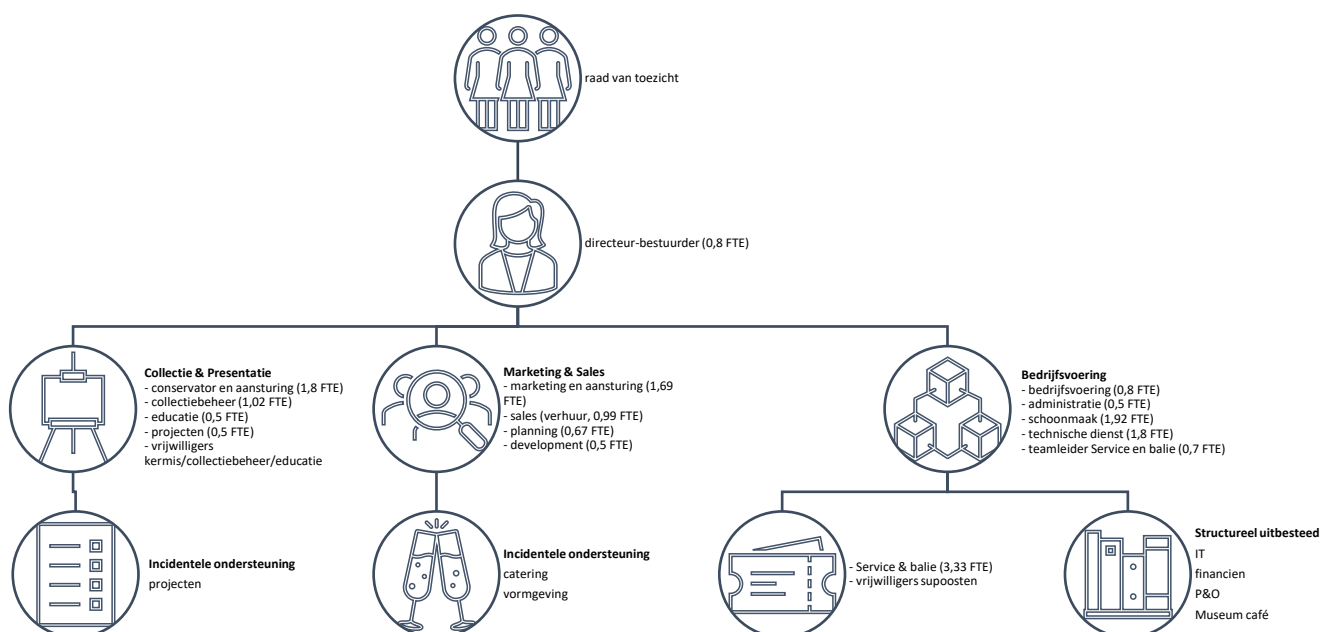 raad van toezicht
directeur-bestuurder (0,8 FTE)
Collectie & Presentatie
- conservator en aansturing (1,8 FTE)
- collectiebeheer (1,02 FTE)
- educatie (0,5 FTE)
- projecten (0,5 FTE)
- vrijwilligers
kermis/collectiebeheer/educatie
Marketing & Sales
- marketing en aansturing (1,69
FTE)
- sales (verhuur, 0,99 FTE)
- planning (0,67 FTE)
- development (0,5 FTE)
Bedrijfsvoering
- bedrijfsvoering (0,8 FTE)
- administratie (0,5 FTE)
- schoonmaak (1,92 FTE)
- technische dienst (1,8 FTE)
- teamleider Service en balie (0,7 FTE)
Incidentele ondersteuning
projecten
Incidentele ondersteuning
catering
vormgeving
- Service & balie (3,33 FTE)
- vrijwilligers supoosten
Structureel uitbesteed
IT
financien
P&O
Museum café